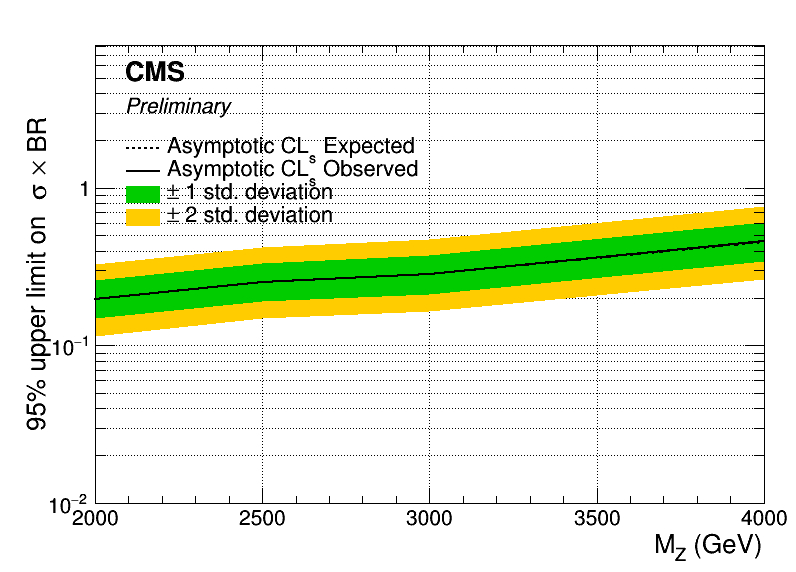 CMS
Preliminary
Asymptotic CLs Expected
Asymptotic CLs Observed
± 1 std. deviation
± 2 std. deviation
95% upper limit on σ × BR
1
10⁻¹
10⁻²
2000 2500 3000 3500 4000
M_Z (GeV)